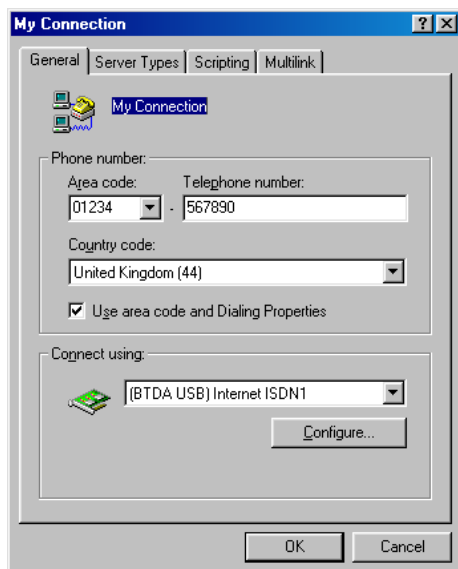 My Connection
General Server Types Scripting Multilink
My Connection
Phone number:
Area code: Telephone number:
01234 - 567890
Country code:
United Kingdom (44)
Use area code and Dialing Properties
Connect using:
(BTDA USB) Internet ISDN1
Configure...
OK Cancel